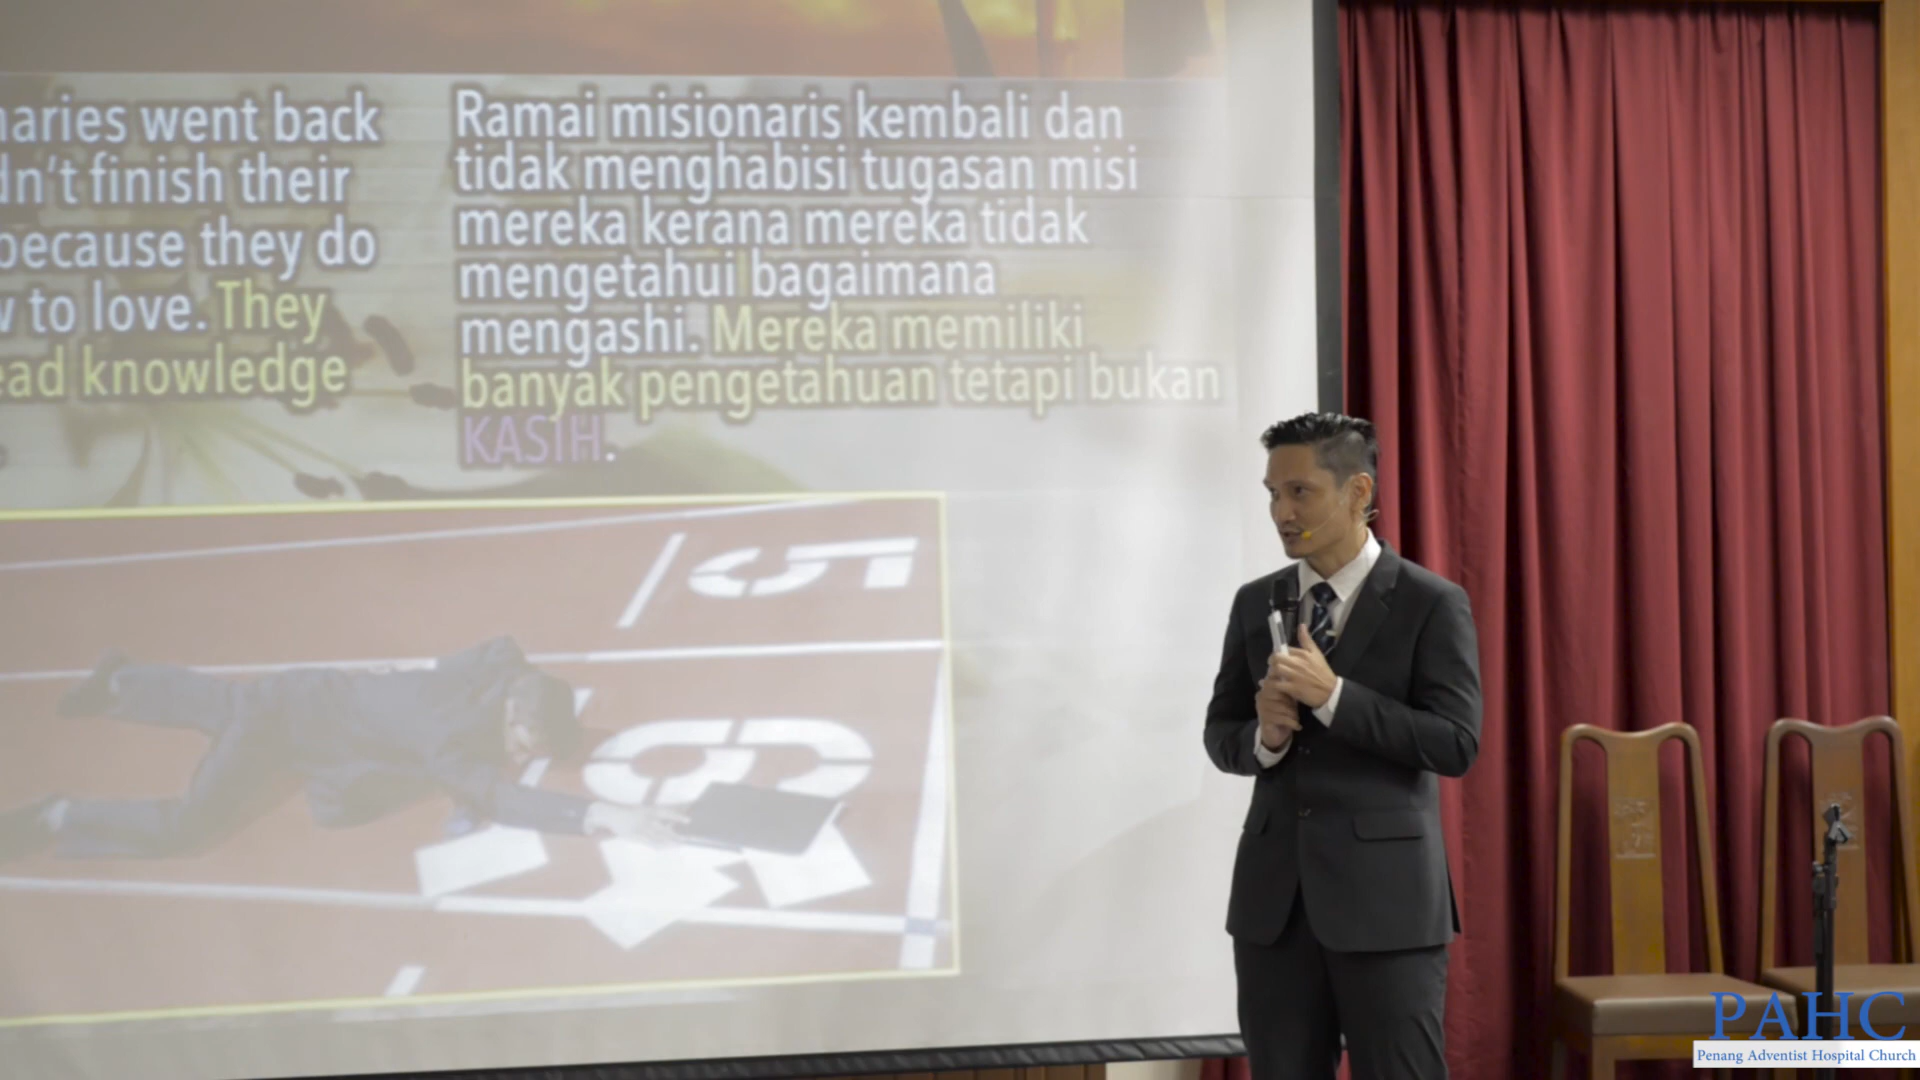 naries went back
dn't finish their
because they do
w to love. They
ead knowledge
Ramai misionaris kembali dan
tidak menghabisi tugasan misi
mereka kerana mereka tidak
mengetahui bagaimana
mengashi. Mereka memiliki
banyak pengetahuan tetapi bukan
KASIH.
5
6
PAHC
Penang Adventist Hospital Church